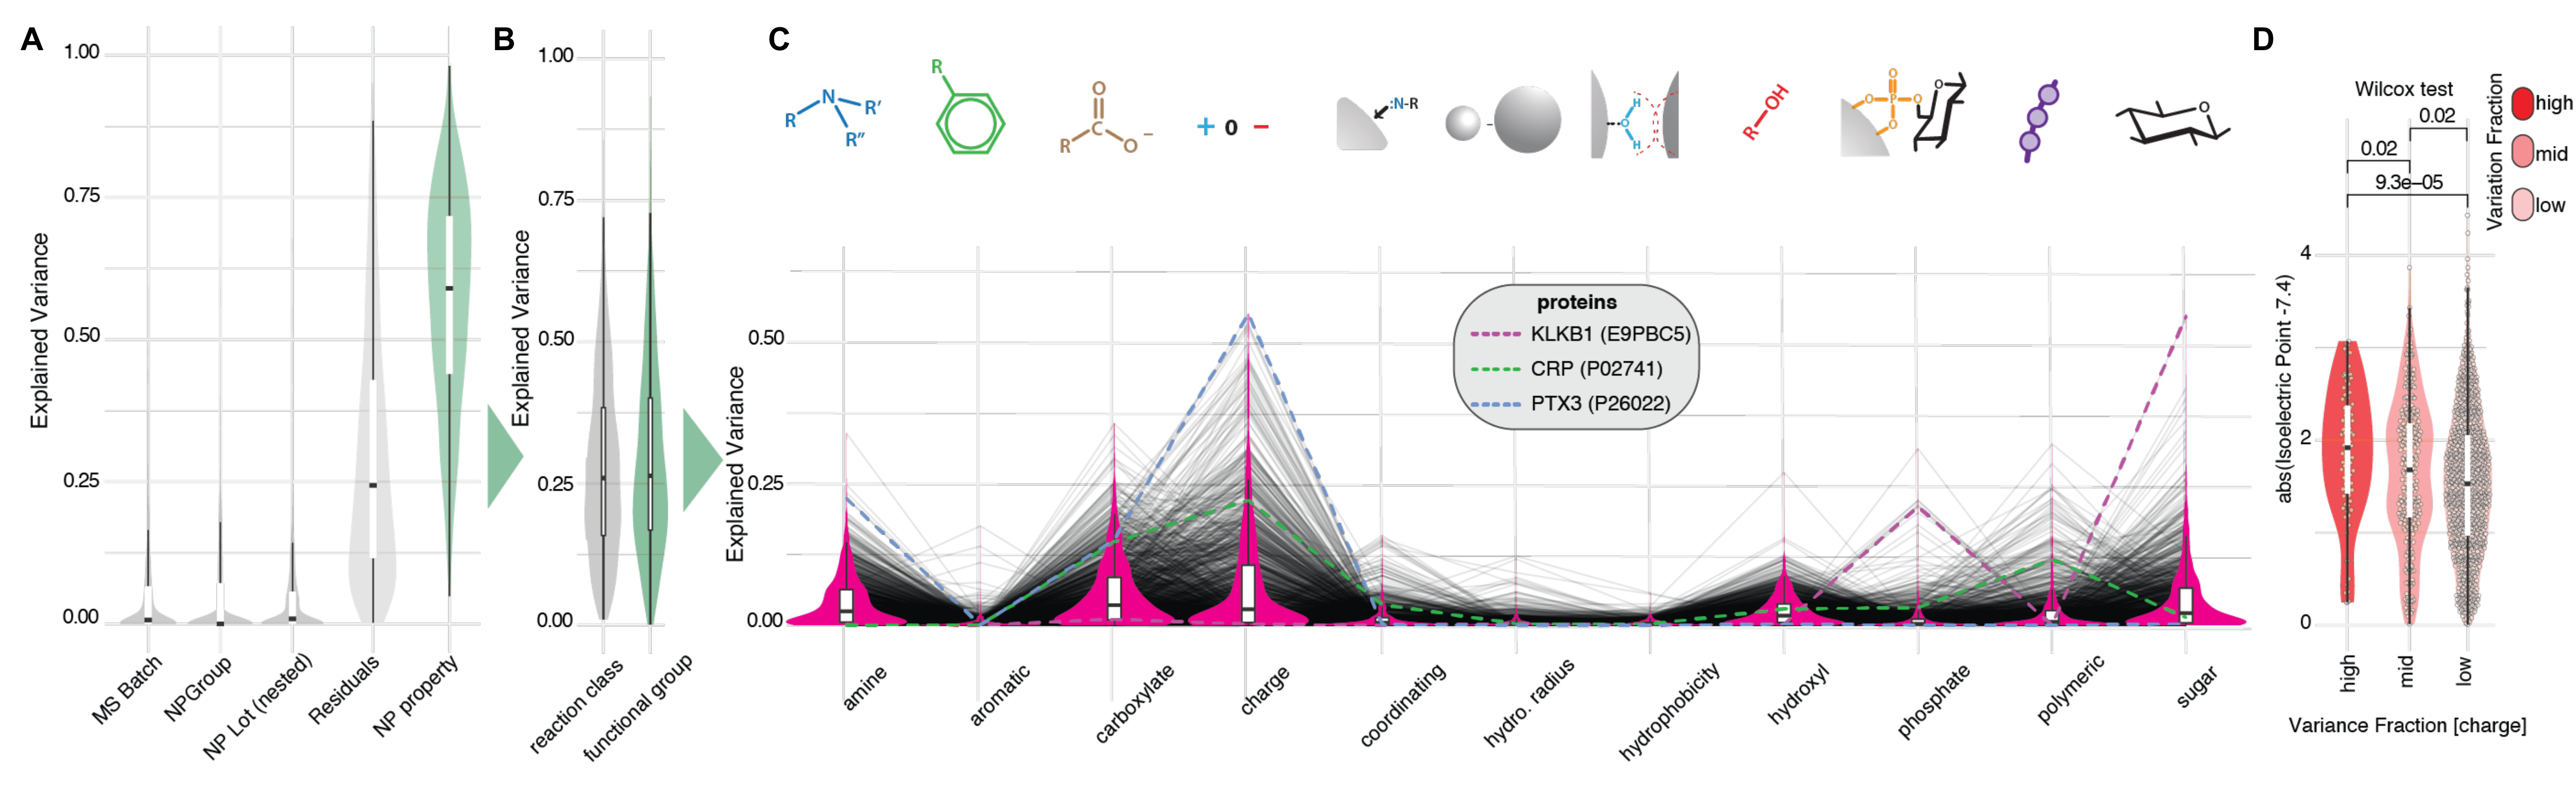 A
1.00
0.75
0.50
0.25
0.00
Explained Variance
MS Batch
NPGroup
NP Lot (nested)
Residuals
NP property
B
1.00
0.75
0.50
0.25
0.00
Explained Variance
reaction class
functional group
C
R N R' R"
R
R C O O −
+ 0 −
:N-R
H O H
R–OH
O O P O O O
O
0.50
0.25
0.00
Explained Variance
proteins
KLKB1 (E9PBC5)
CRP (P02741)
PTX3 (P26022)
amine
aromatic
carboxylate
charge
coordinating
hydro. radius
hydrophobicity
hydroxyl
phosphate
polymeric
sugar
D
Wilcox test
0.02
0.02
9.3e−05
4
2
0
abs(Isoelectric Point -7.4)
high
mid
low
Variance Fraction [charge]
Variation Fraction
high
mid
low